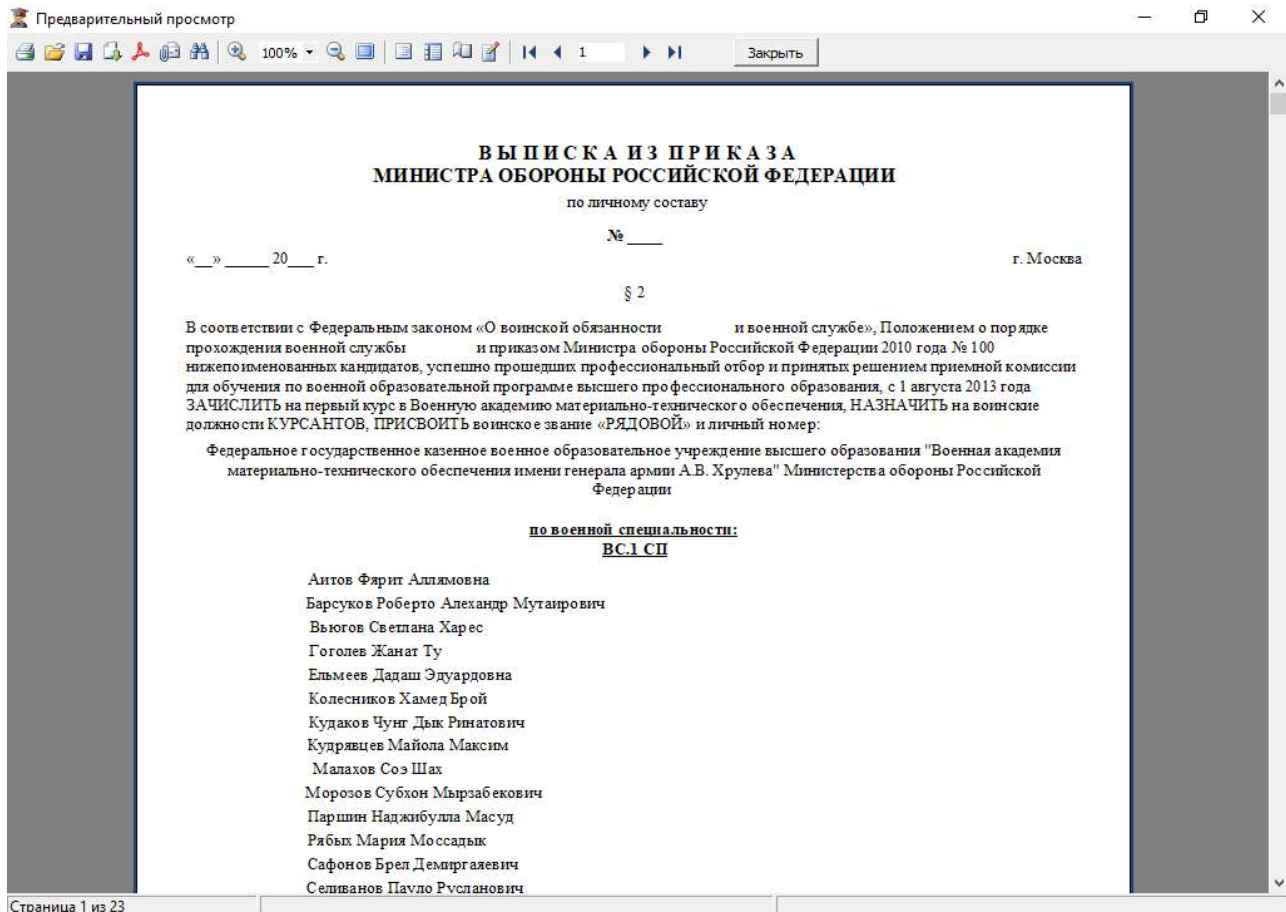 Предварительный просмотр
100%
1
Закрыть
В Ы П И С К А И З П Р И К А З А
МИНИСТРА ОБОРОНЫ РОССИЙСКОЙ ФЕДЕРАЦИИ
по личному составу
№ ____
«__» _____ 20___ г. г. Москва
§ 2
В соответствии с Федеральным законом «О воинской обязанности и военной службе», Положением о порядке
прохождения военной службы и приказом Министра обороны Российской Федерации 2010 года № 100
нижепоименованных кандидатов, успешно прошедших профессиональный отбор и принятых решением приемной комиссии
для обучения по военной образовательной программе высшего профессионального образования, с 1 августа 2013 года
ЗАЧИСЛИТЬ на первый курс в Военную академию материально-технического обеспечения, НАЗНАЧИТЬ на воинские
должности КУРСАНТОВ, ПРИСВОИТЬ воинское звание «РЯДОВОЙ» и личный номер:
Федеральное государственное казенное военное образовательное учреждение высшего образования "Военная академия
материально-технического обеспечения имени генерала армии А.В. Хрулева" Министерства обороны Российской
Федерации
по военной специальности:
ВС.1 СП
Аитов Фярит Аллямовна
Барсуков Роберто Алехандр Мутаирович
Вьюгов Светлана Харес
Гоголев Жанат Ту
Ельмеев Дадаш Эдуардовна
Колесников Хамед Брой
Кудаков Чунг Дык Ринатович
Кудрявцев Майола Максим
Малахов Соэ Шах
Морозов Субхон Мырзабекович
Паршин Наджибулла Масуд
Рябых Мария Моссадык
Сафонов Брел Демиргаяевич
Селиванов Пауло Русланович
Страница 1 из 23